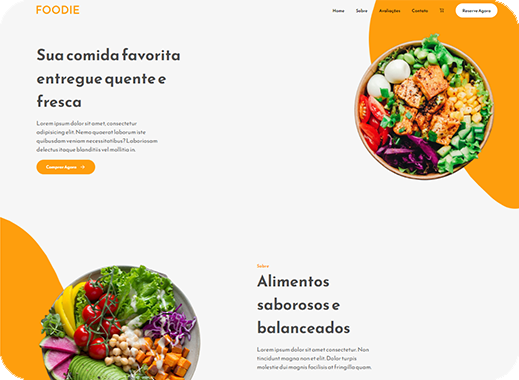 FOODIE
Home Sobre Avaliações Contato Reserve Agora
Sua comida favorita
entregue quente e
fresca
Lorem ipsum dolor sit amet, consectetur
adipisicing elit. Nemo quaerat laborum iste
quibusdam veniam necessitatibus? Laboriosam
delectus itaque blanditiis vel mollitia in.
Comprar Agora →
Sobre
Alimentos
saborosos e
balanceados
Lorem ipsum dolor sit amet consectetur. Non
tincidunt magna non et elit. Dolor turpis
molestie dui magnis facilisis at fringilla quam.